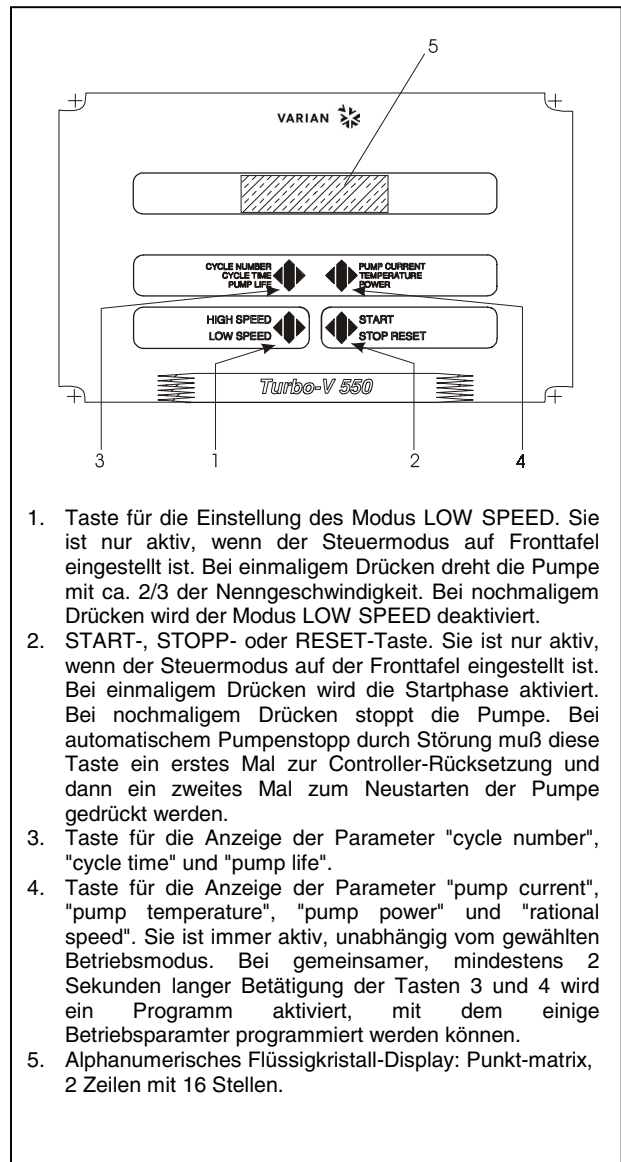 5
VARIAN
CYCLE NUMBER
CYCLE TIME
PUMP LIFE
PUMP CURRENT
TEMPERATURE
POWER
HIGH SPEED
LOW SPEED
START
STOP RESET
Turbo-V 550
3 1 2 4
1. Taste für die Einstellung des Modus LOW SPEED. Sie
ist nur aktiv, wenn der Steuermodus auf Fronttafel
eingestellt ist. Bei einmaligem Drücken dreht die Pumpe
mit ca. 2/3 der Nenngeschwindigkeit. Bei nochmaligem
Drücken wird der Modus LOW SPEED deaktiviert.
2. START-, STOPP- oder RESET-Taste. Sie ist nur aktiv,
wenn der Steuermodus auf der Fronttafel eingestellt ist.
Bei einmaligem Drücken wird die Startphase aktiviert.
Bei nochmaligem Drücken stoppt die Pumpe. Bei
automatischem Pumpenstopp durch Störung muß diese
Taste ein erstes Mal zur Controller-Rücksetzung und
dann ein zweites Mal zum Neustarten der Pumpe
gedrückt werden.
3. Taste für die Anzeige der Parameter "cycle number",
"cycle time" und "pump life".
4. Taste für die Anzeige der Parameter "pump current",
"pump temperature", "pump power" und "rational
speed". Sie ist immer aktiv, unabhängig vom gewählten
Betriebsmodus. Bei gemeinsamer, mindestens 2
Sekunden langer Betätigung der Tasten 3 und 4 wird
ein Programm aktiviert, mit dem einige
Betriebsparamter programmiert werden können.
5. Alphanumerisches Flüssigkristall-Display: Punkt-matrix,
2 Zeilen mit 16 Stellen.